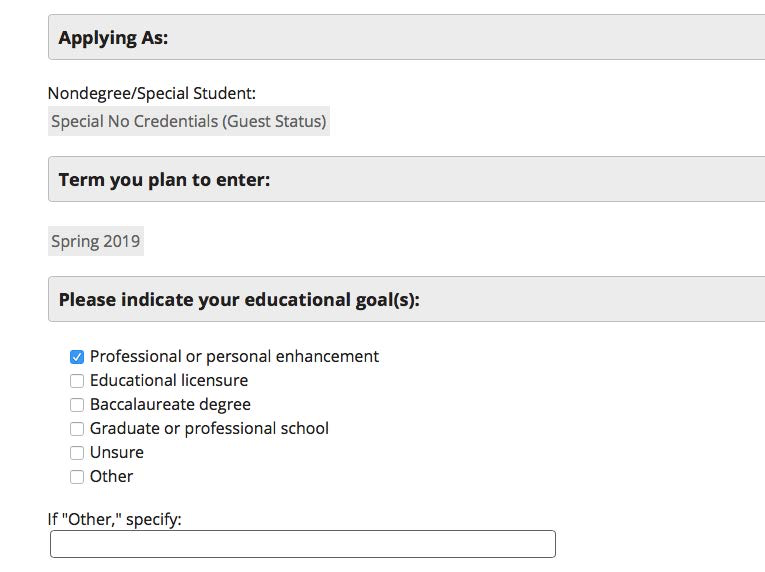 Applying As:
Nondegree/Special Student:
Special No Credentials (Guest Status)
Term you plan to enter:
Spring 2019
Please indicate your educational goal(s):
Professional or personal enhancement
Educational licensure
Baccalaureate degree
Graduate or professional school
Unsure
Other
If "Other," specify: